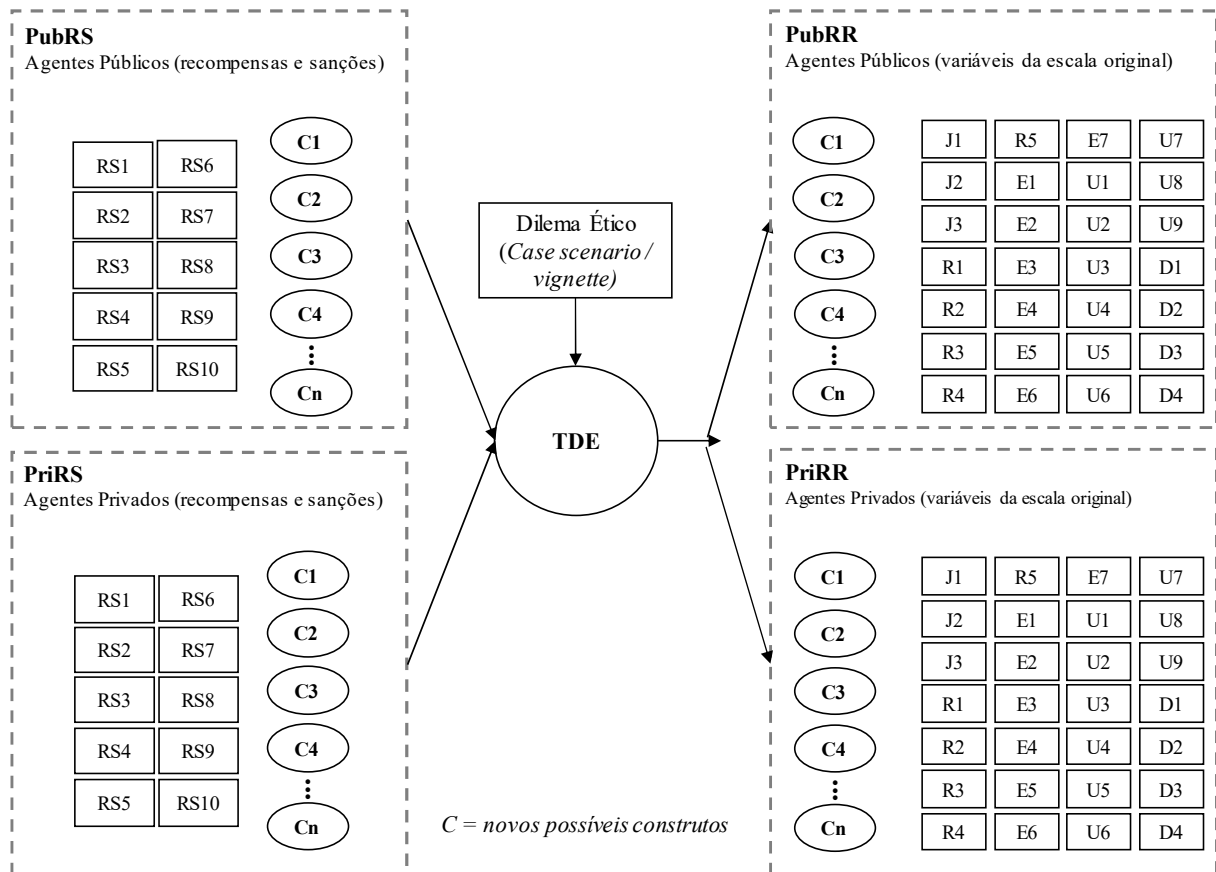 PubRS
Agentes Públicos (recompensas e sanções)
RS1 RS6
RS2 RS7
RS3 RS8
RS4 RS9
RS5 RS10
C1
C2
C3
C4
Cn
PriRS
Agentes Privados (recompensas e sanções)
RS1 RS6
RS2 RS7
RS3 RS8
RS4 RS9
RS5 RS10
C1
C2
C3
C4
Cn
Dilema Ético
(Case scenario /
vignette)
TDE
C = novos possíveis construtos
PubRR
Agentes Públicos (variáveis da escala original)
C1
C2
C3
C4
Cn
J1 R5 E7 U7
J2 E1 U1 U8
J3 E2 U2 U9
R1 E3 U3 D1
R2 E4 U4 D2
R3 E5 U5 D3
R4 E6 U6 D4
PriRR
Agentes Privados (variáveis da escala original)
C1
C2
C3
C4
Cn
J1 R5 E7 U7
J2 E1 U1 U8
J3 E2 U2 U9
R1 E3 U3 D1
R2 E4 U4 D2
R3 E5 U5 D3
R4 E6 U6 D4